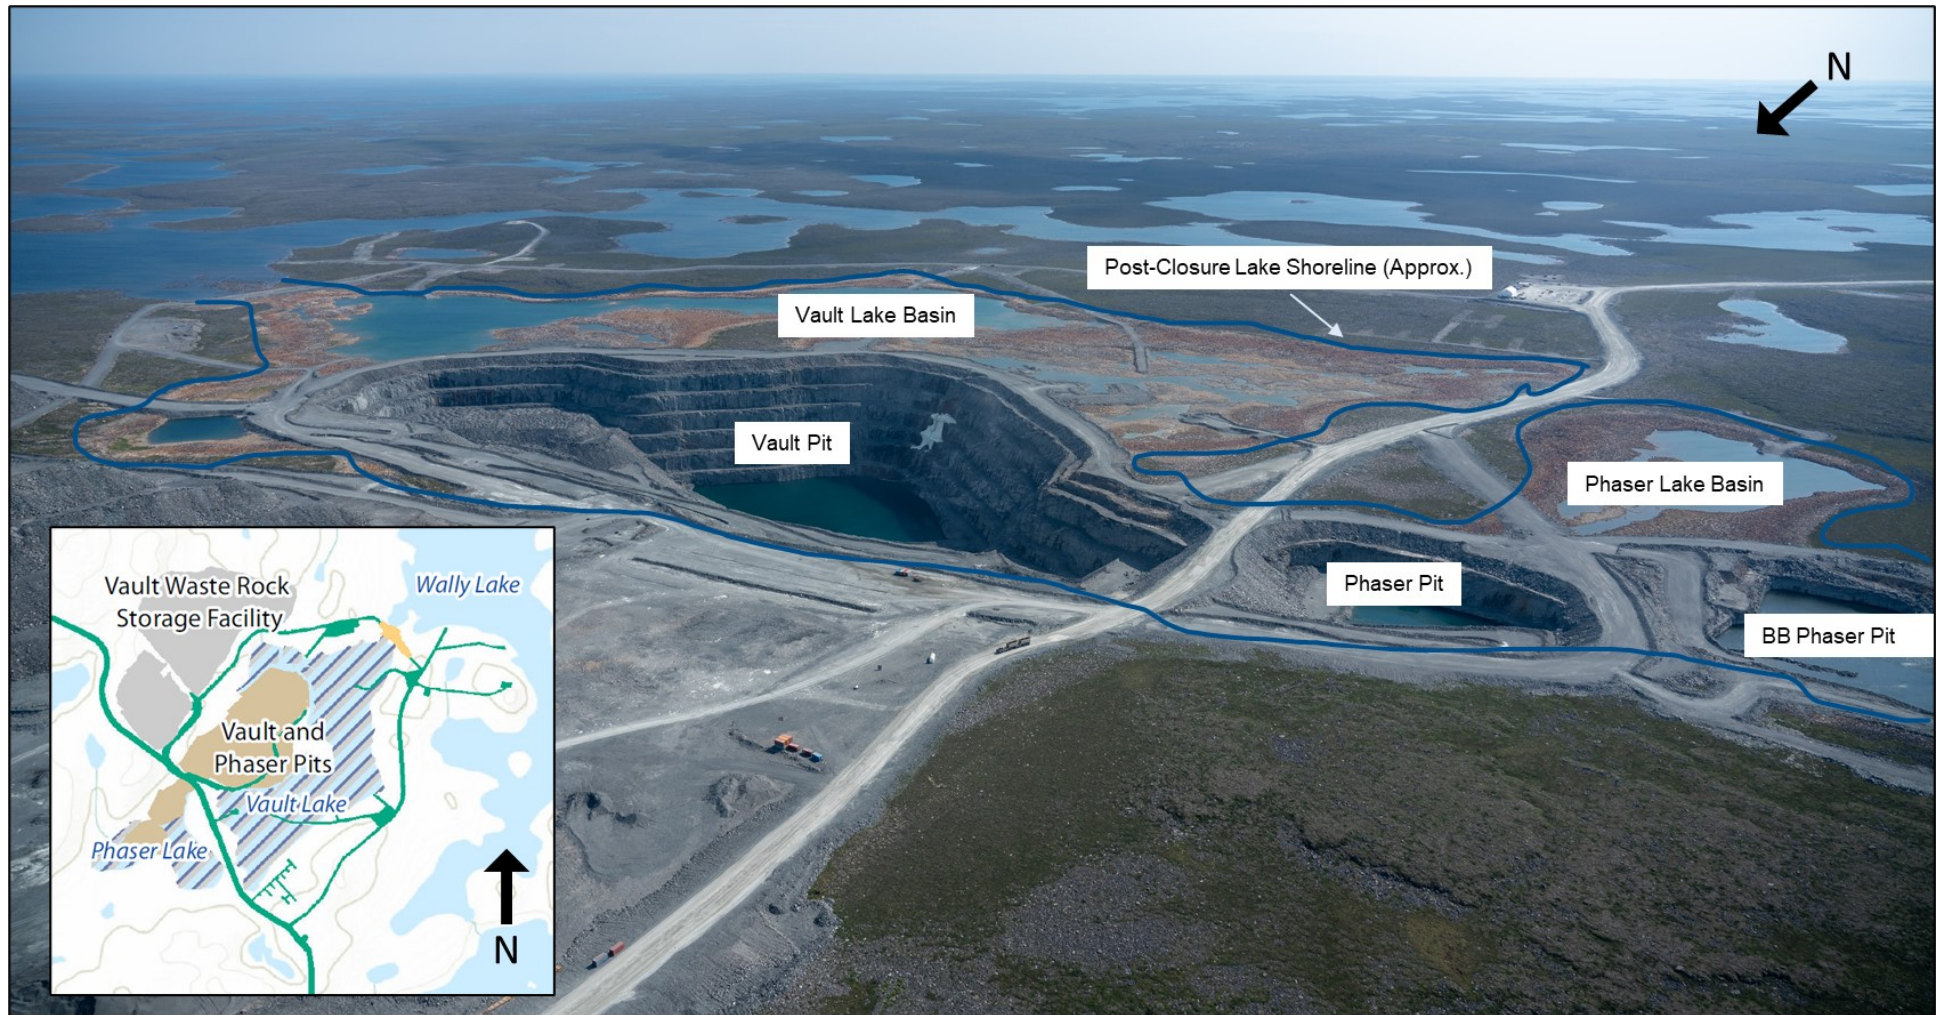 N
Post-Closure Lake Shoreline (Approx.)
Vault Lake Basin
Vault Pit
Phaser Lake Basin
Phaser Pit
BB Phaser Pit
Vault Waste Rock
Storage Facility
Wally Lake
Vault and
Phaser Pits
Vault Lake
Phaser Lake
N